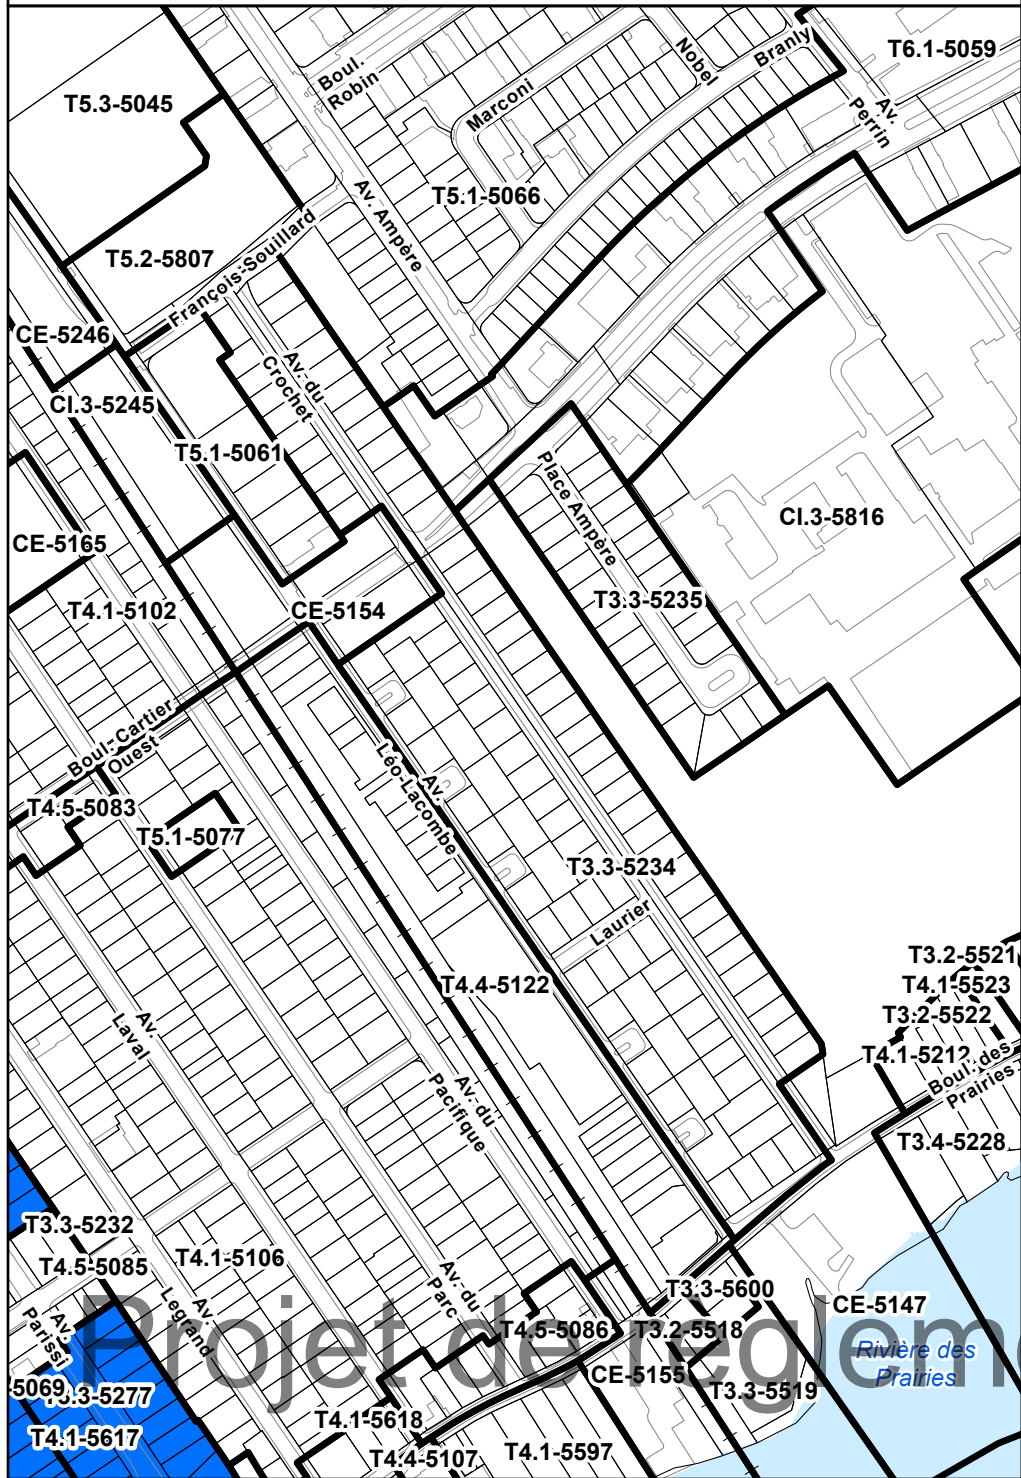 T6.1-5059
Branly
Nobel
Boul.
Robin
T5.3-5045
Marconi
Av.
Perrin
T5.1-5066
Av. Ampère
T5.2-5807
François-Souillard
CE-5246
Av. du
Crochet
CI.3-5245
T5.1-5061
Place Ampère
CI.3-5816
CE-5165
T4.1-5102
CE-5154
T3.3-5235
Boul-Cartier
Ouest
Av.
Léo-Lacombe
T4.5-5083
T5.1-5077
T3.3-5234
Laurier
T3.2-5521
T4.1-5523
T4.4-5122
T3.2-5522
Av.
Laval
T4.1-5212
Boul. des
Prairies
Av. du
Pacifique
T3.4-5228
T3.3-5232
T4.1-5106
T4.5-5085
Av.
Legrand
Av. du
Parc
T3.3-5600
CE-5147
Av.
Parissi
T4.5-5086
T3.2-5518
Projet de règleme
Rivière des
Prairies
CE-5155
-5069
T3.3-5277
T3.3-5519
T4.1-5618
T4.1-5617
T4.4-5107
T4.1-5597